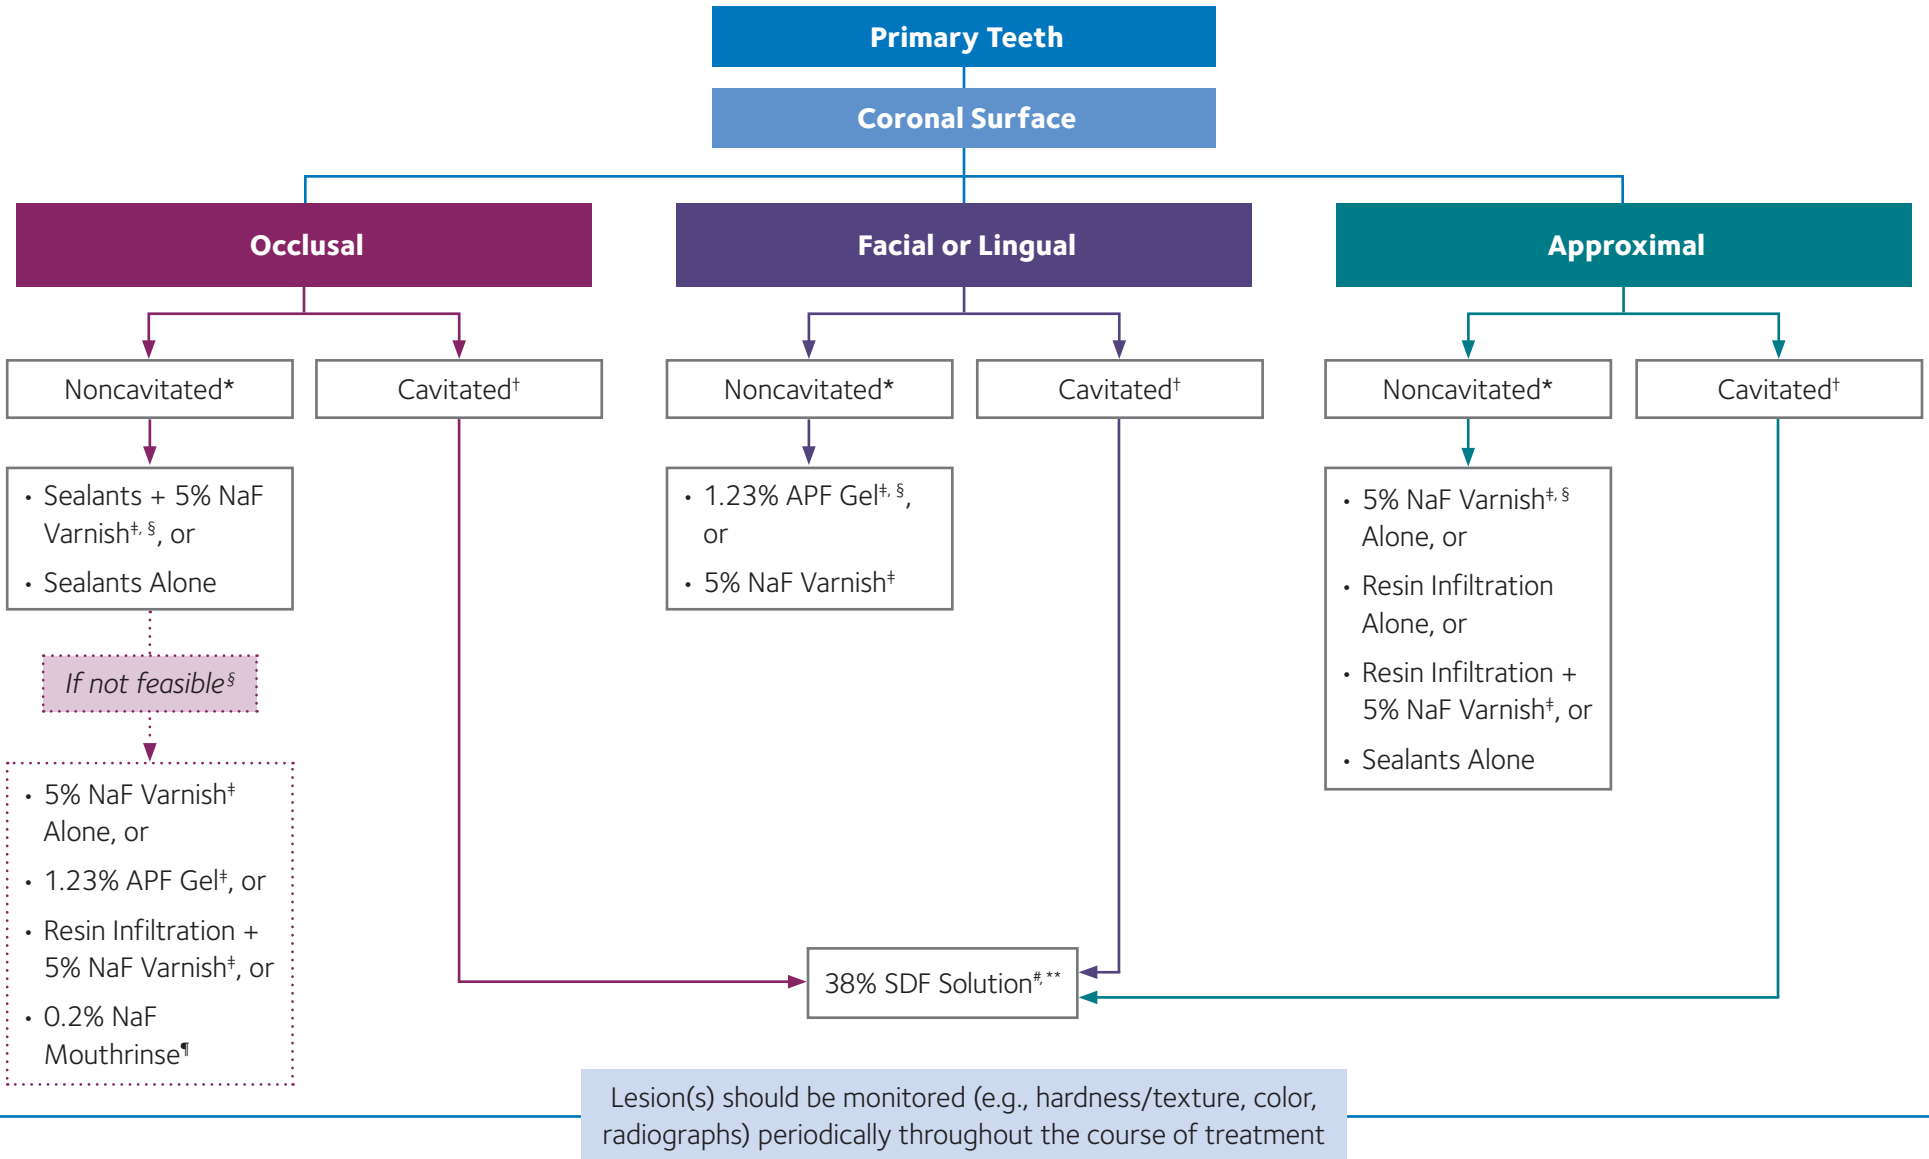 Primary Teeth
Coronal Surface
Occlusal
Facial or Lingual
Approximal
Noncavitated*
Cavitated†
Noncavitated*
Cavitated†
Noncavitated*
Cavitated†
• Sealants + 5% NaF
Varnish‡, §, or
• Sealants Alone
If not feasible§
• 5% NaF Varnish‡
Alone, or
• 1.23% APF Gel‡, or
• Resin Infiltration +
5% NaF Varnish‡, or
• 0.2% NaF
Mouthrinse¶
• 1.23% APF Gel‡, §,
or
• 5% NaF Varnish‡
• 5% NaF Varnish‡, §
Alone, or
• Resin Infiltration
Alone, or
• Resin Infiltration +
5% NaF Varnish‡, or
• Sealants Alone
38% SDF Solution#, **
Lesion(s) should be monitored (e.g., hardness/texture, color,
radiographs) periodically throughout the course of treatment